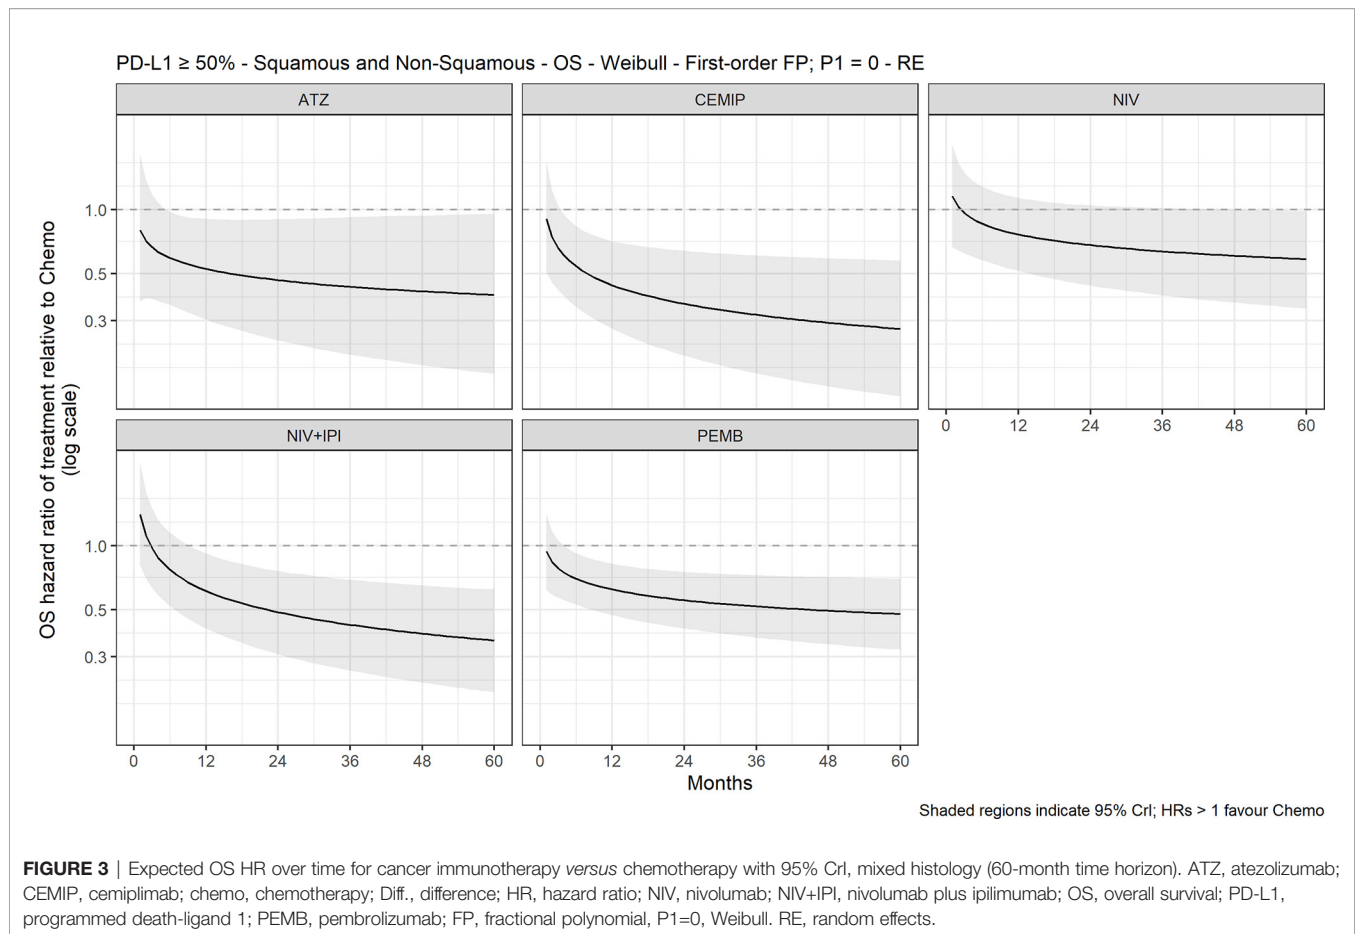 PD-L1 ≥ 50% - Squamous and Non-Squamous - OS - Weibull - First-order FP; P1 = 0 - RE
ATZ
CEMIP
NIV
1.0
0.5
0.3
0 12 24 36 48 60
NIV+IPI
PEMB
1.0
0.5
0.3
0 12 24 36 48 60
0 12 24 36 48 60
OS hazard ratio of treatment relative to Chemo
(log scale)
Months
Shaded regions indicate 95% CrI; HRs > 1 favour Chemo
FIGURE 3 | Expected OS HR over time for cancer immunotherapy versus chemotherapy with 95% CrI, mixed histology (60-month time horizon). ATZ, atezolizumab;
CEMIP, cemiplimab; chemo, chemotherapy; Diff., difference; HR, hazard ratio; NIV, nivolumab; NIV+IPI, nivolumab plus ipilimumab; OS, overall survival; PD-L1,
programmed death-ligand 1; PEMB, pembrolizumab; FP, fractional polynomial, P1=0, Weibull. RE, random effects.